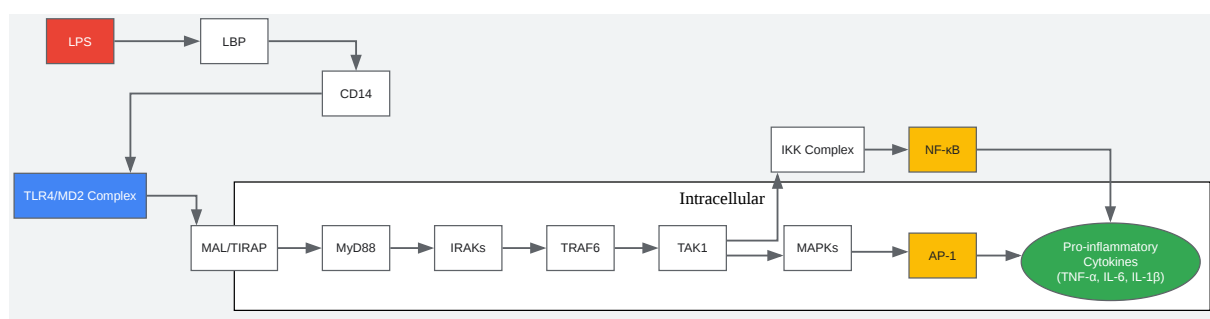 LPS
LBP
CD14
IKK Complex
NF-κB
TLR4/MD2 Complex
Intracellular
MAL/TIRAP
MyD88
IRAKs
TRAF6
TAK1
MAPKs
AP-1
Pro-inflammatory
Cytokines
(TNF-α, IL-6, IL-1β)